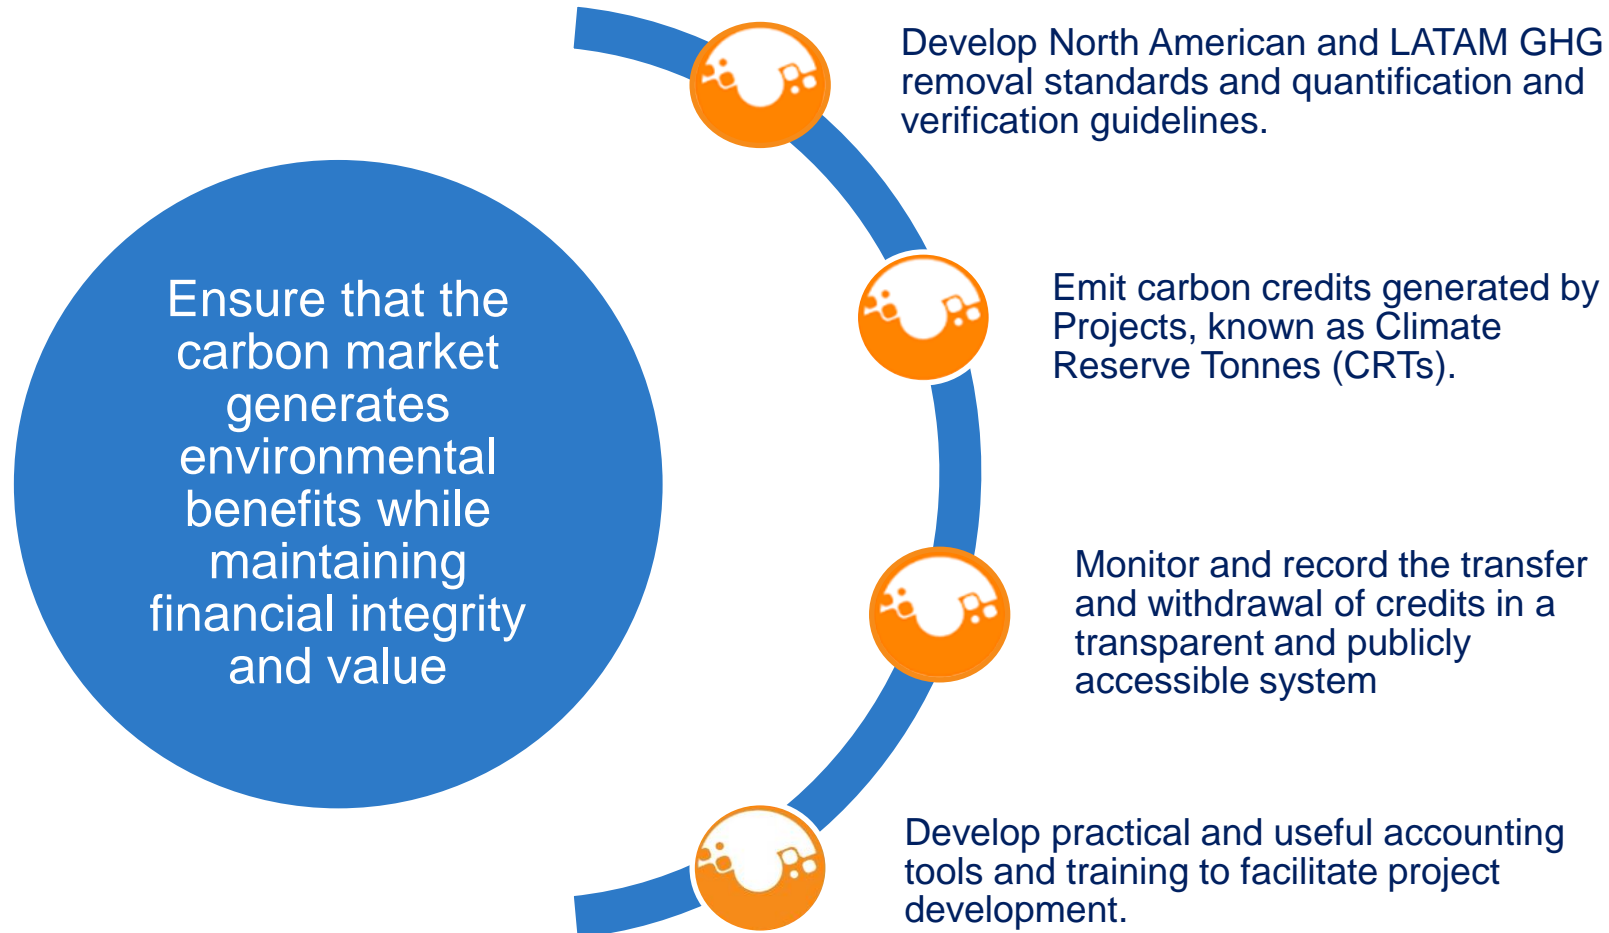 Ensure that the
carbon market
generates
environmental
benefits while
maintaining
financial integrity
and value
Develop North American and LATAM GHG
removal standards and quantification and
verification guidelines.
Emit carbon credits generated by
Projects, known as Climate
Reserve Tonnes (CRTs).
Monitor and record the transfer
and withdrawal of credits in a
transparent and publicly
accessible system
Develop practical and useful accounting
tools and training to facilitate project
development.